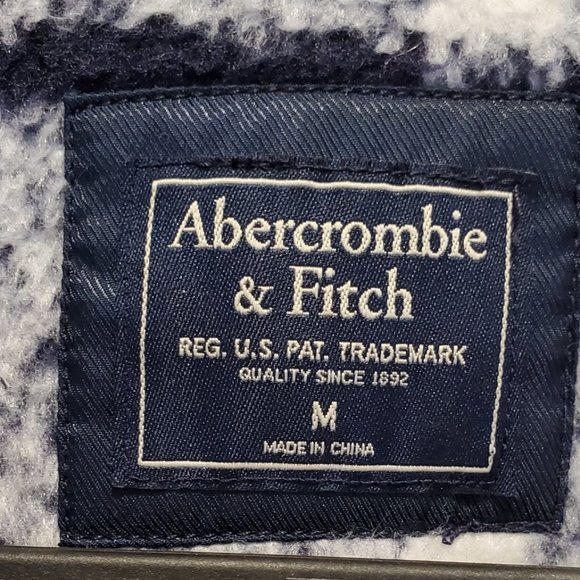 Abercrombie
& Fitch
REG. U.S. PAT. TRADEMARK
QUALITY SINCE 1892
M
MADE IN CHINA